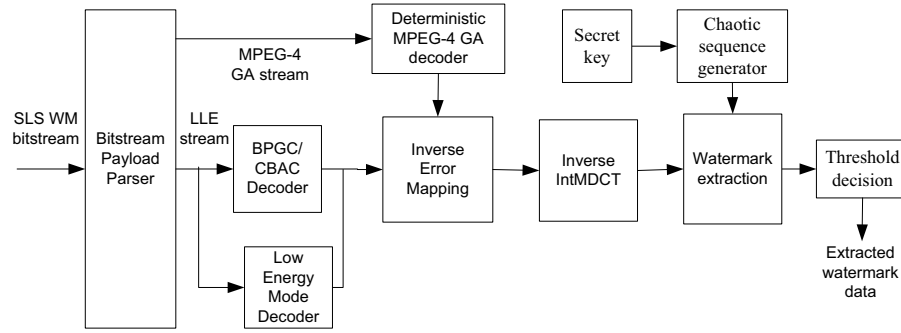 SLS WM
bitstream
Bitstream
Payload
Parser
MPEG-4
GA stream
LLE
stream
Deterministic
MPEG-4 GA
decoder
BPGC/
CBAC
Decoder
Low
Energy
Mode
Decoder
Inverse
Error
Mapping
Inverse
IntMDCT
Secret
key
Chaotic
sequence
generator
Watermark
extraction
Threshold
decision
Extracted
watermark
data